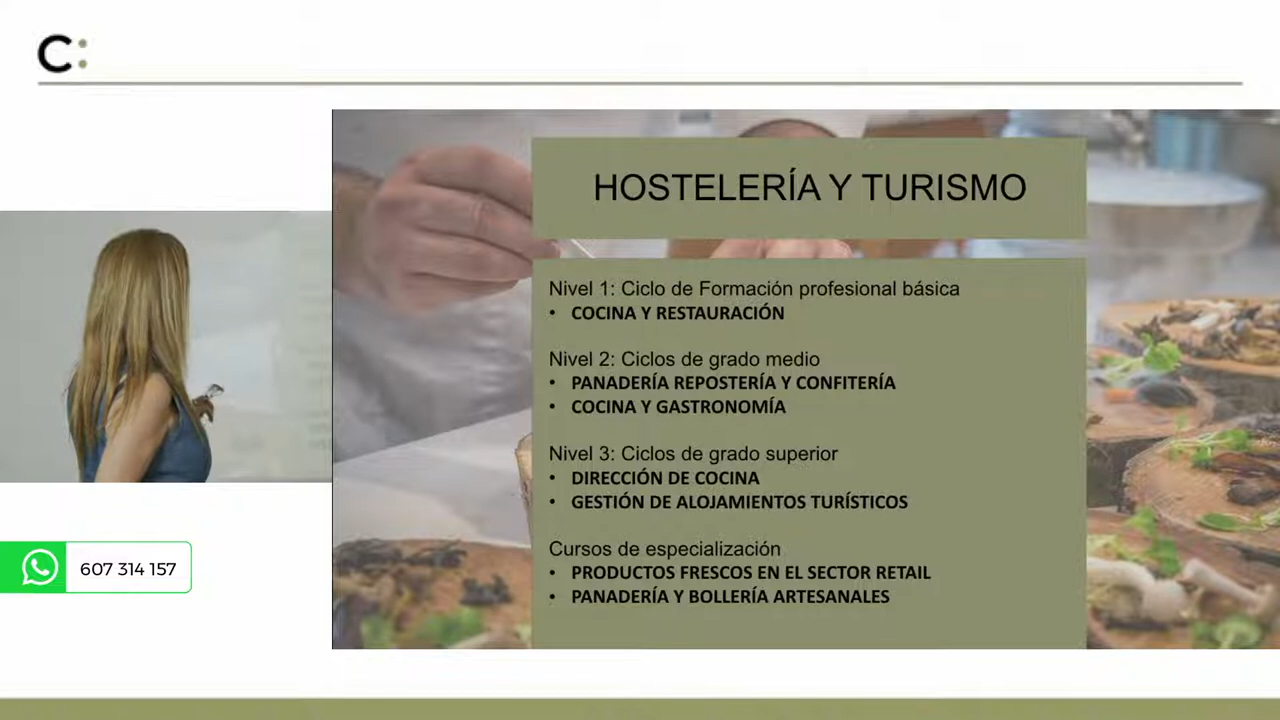 C:
HOSTELERÍA Y TURISMO
Nivel 1: Ciclo de Formación profesional básica
• COCINA Y RESTAURACIÓN
Nivel 2: Ciclos de grado medio
• PANADERÍA REPOSTERÍA Y CONFITERÍA
• COCINA Y GASTRONOMÍA
Nivel 3: Ciclos de grado superior
• DIRECCIÓN DE COCINA
• GESTIÓN DE ALOJAMIENTOS TURÍSTICOS
Cursos de especialización
• PRODUCTOS FRESCOS EN EL SECTOR RETAIL
• PANADERÍA Y BOLLERÍA ARTESANALES
607 314 157